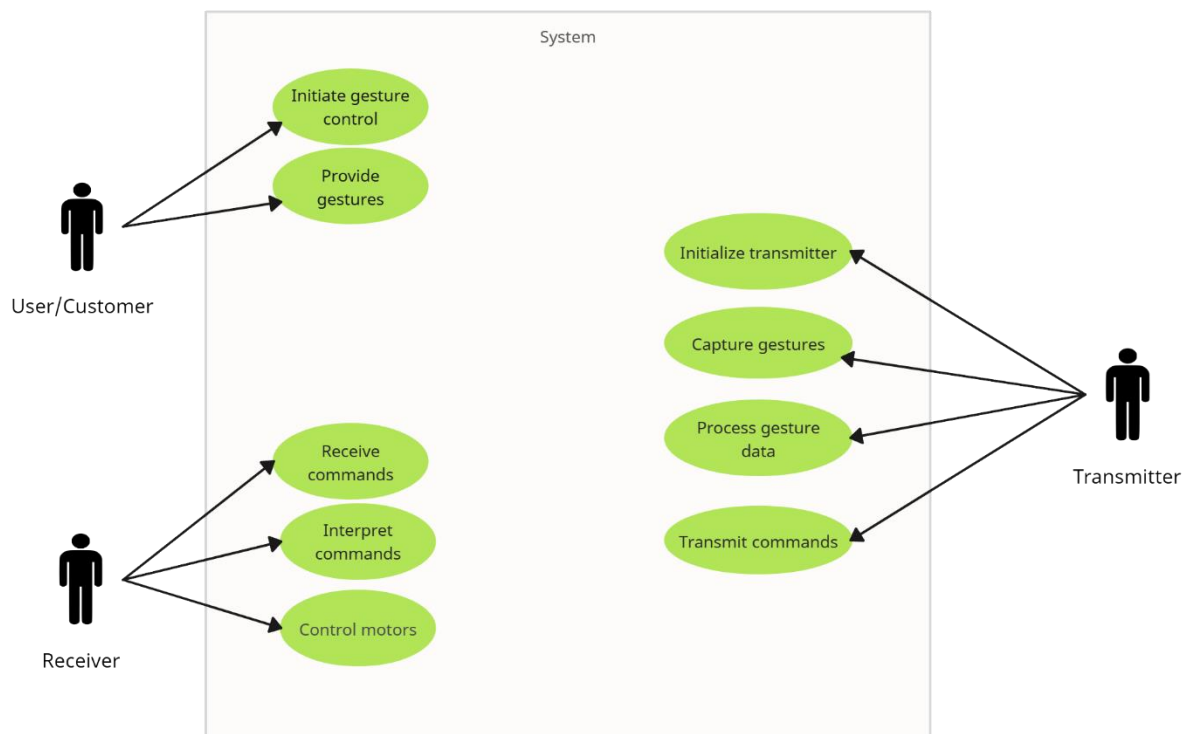 System
Initiate gesture
control
Provide
gestures
User/Customer
Initialize transmitter
Capture gestures
Process gesture
data
Transmit commands
Transmitter
Receive
commands
Interpret
commands
Control motors
Receiver